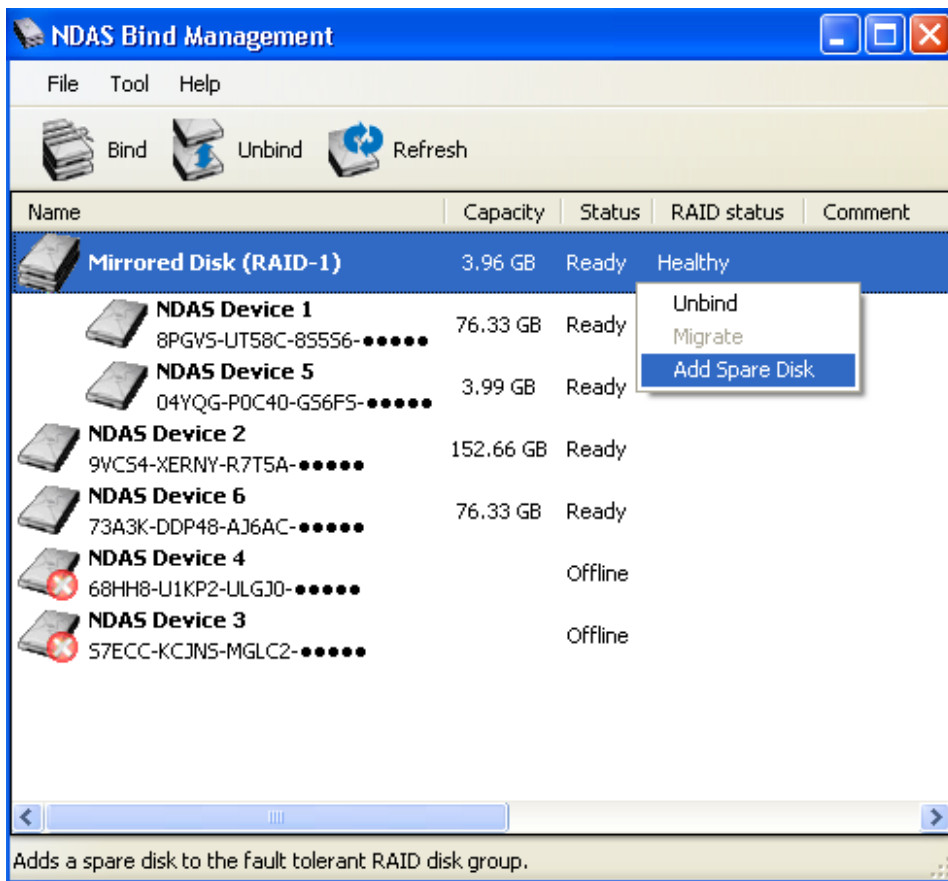 NDAS Bind Management
File Tool Help
Bind Unbind Refresh
Name Capacity Status RAID status Comment
Mirrored Disk (RAID-1) 3.96 GB Ready Healthy
NDAS Device 1
8PGVS-UT58C-8S5S6-●●●●● 76.33 GB Ready
NDAS Device 5
04YQG-P0C40-GS6FS-●●●●● 3.99 GB Ready
NDAS Device 2
9VCS4-XERNY-R7T5A-●●●●● 152.66 GB Ready
NDAS Device 6
73A3K-DDP48-AJ6AC-●●●●● 76.33 GB Ready
NDAS Device 4
68HH8-U1KP2-ULGJ0-●●●●● Offline
NDAS Device 3
S7ECC-KCJNS-MGLC2-●●●●● Offline
Unbind
Migrate
Add Spare Disk
Adds a spare disk to the fault tolerant RAID disk group.